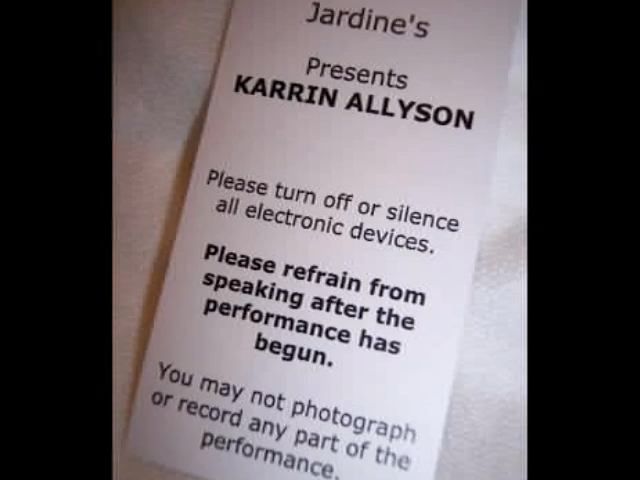 Jardine's
Presents
KARRIN ALLYSON
Please turn off or silence
all electronic devices.
Please refrain from
speaking after the
performance has
begun.
You may not photograph
or record any part of the
performance.